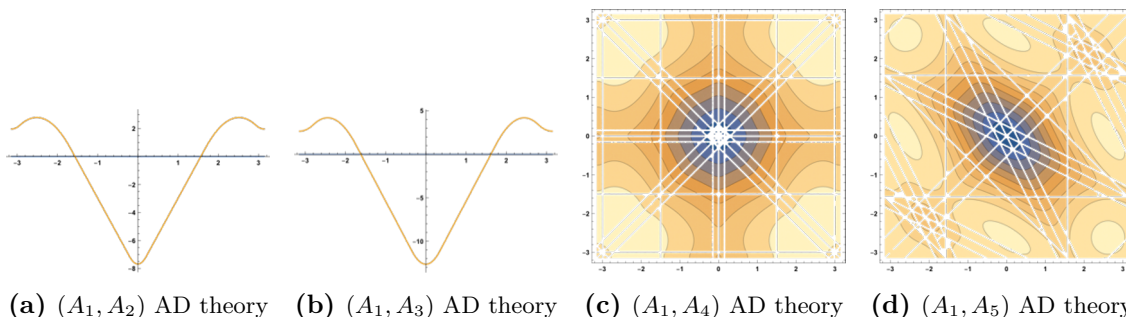 2
-3 -2 -1 1 2 3
-2
-4
-6
-8
5
-3 -2 -1 1 2 3
-5
-10
3
2
1
0
-1
-2
-3
-3 -2 -1 0 1 2 3
3
2
1
0
-1
-2
-3
-3 -2 -1 0 1 2 3
(a) (A₁, A₂) AD theory
(b) (A₁, A₃) AD theory
(c) (A₁, A₄) AD theory
(d) (A₁, A₅) AD theory